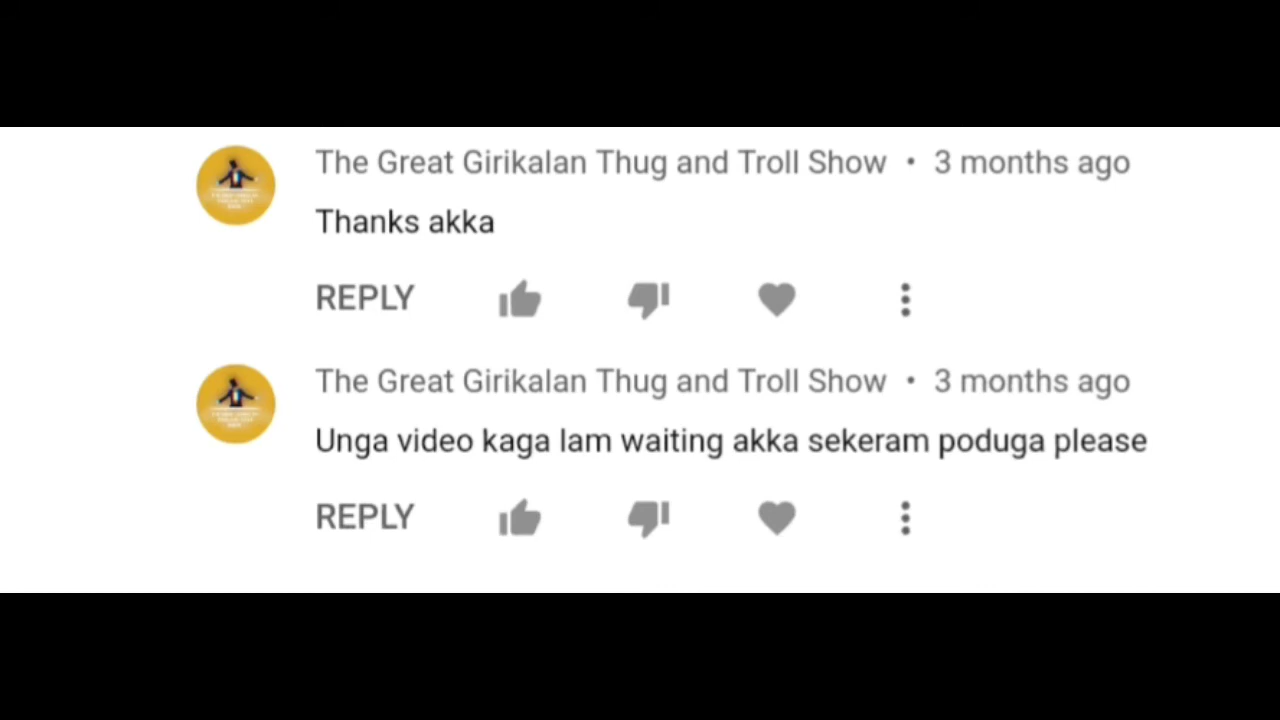 The Great Girikalan Thug and Troll Show • 3 months ago
Thanks akka
REPLY
The Great Girikalan Thug and Troll Show • 3 months ago
Unga video kaga lam waiting akka sekeram poduga please
REPLY